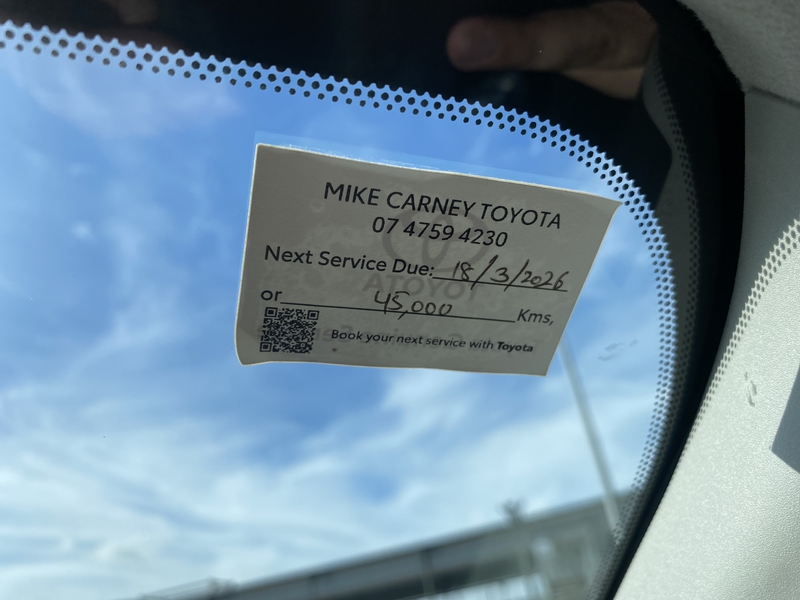 MIKE CARNEY TOYOTA
07 4759 4230
Next Service Due: 18/3/2026
or 45,000 Kms,
Book your next service with Toyota